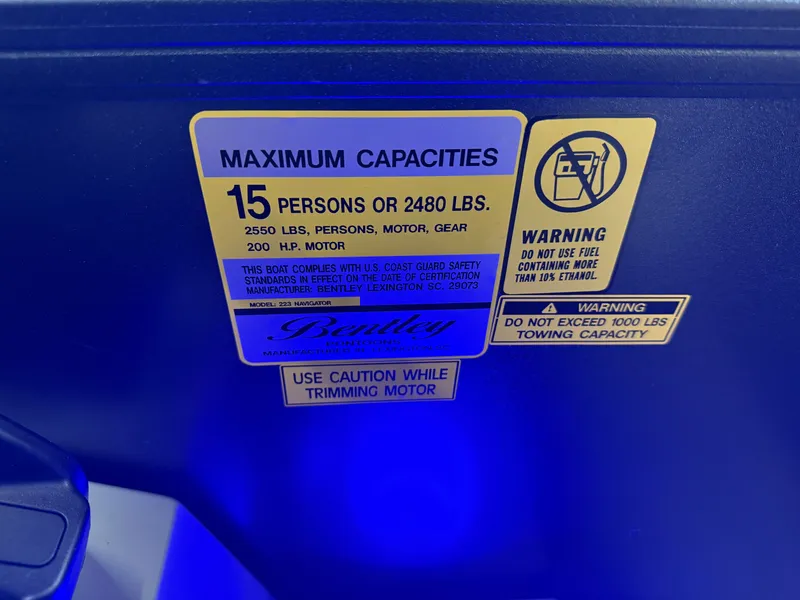 MAXIMUM CAPACITIES
15 PERSONS OR 2480 LBS.
2550 LBS, PERSONS, MOTOR, GEAR
200 H.P. MOTOR
THIS BOAT COMPLIES WITH U.S. COAST GUARD SAFETY
STANDARDS IN EFFECT ON THE DATE OF CERTIFICATION
MANUFACTURER: BENTLEY LEXINGTON SC, 29073
MODEL: 223 NAVIGATOR
Bentley
PONTOONS
USE CAUTION WHILE
TRIMMING MOTOR
WARNING
DO NOT USE FUEL
CONTAINING MORE
THAN 10% ETHANOL.
WARNING
DO NOT EXCEED 1000 LBS
TOWING CAPACITY